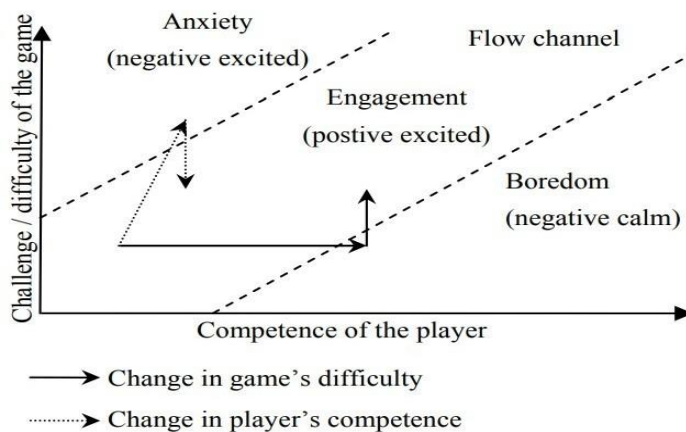 Anxiety
(negative excited)
Flow channel
Engagement
(postive excited)
Boredom
(negative calm)
Challenge / difficulty of the game
Competence of the player
Change in game's difficulty
Change in player's competence